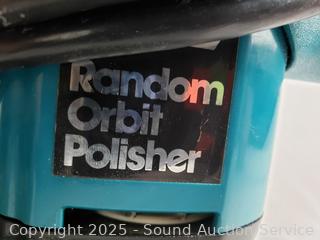 Random
Orbit
Polisher
Copyright 2025 - Sound Auction Service